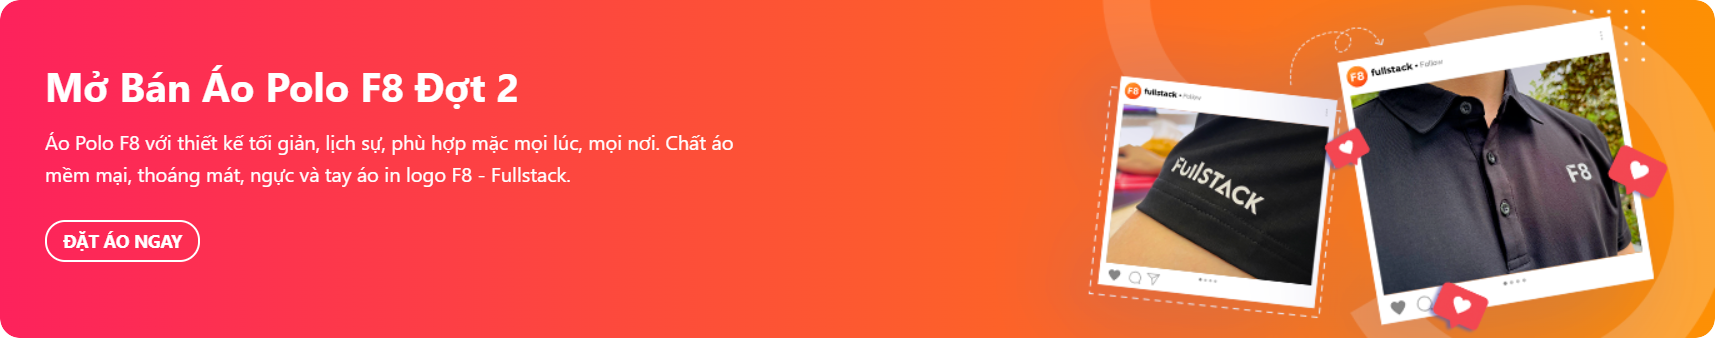 Mở Bán Áo Polo F8 Đợt 2
Áo Polo F8 với thiết kế tối giản, lịch sự, phù hợp mặc mọi lúc, mọi nơi. Chất áo
mềm mại, thoáng mát, ngực và tay áo in logo F8 - Fullstack.
ĐẶT ÁO NGAY
F8 fullstack • Follow
FullSTACK
F8 fullstack • Follow
F8